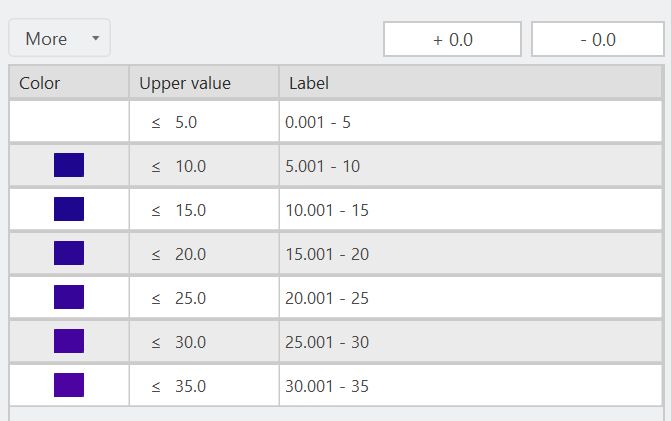 More + 0.0 - 0.0
Color Upper value Label
≤ 5.0 0.001 - 5
≤ 10.0 5.001 - 10
≤ 15.0 10.001 - 15
≤ 20.0 15.001 - 20
≤ 25.0 20.001 - 25
≤ 30.0 25.001 - 30
≤ 35.0 30.001 - 35